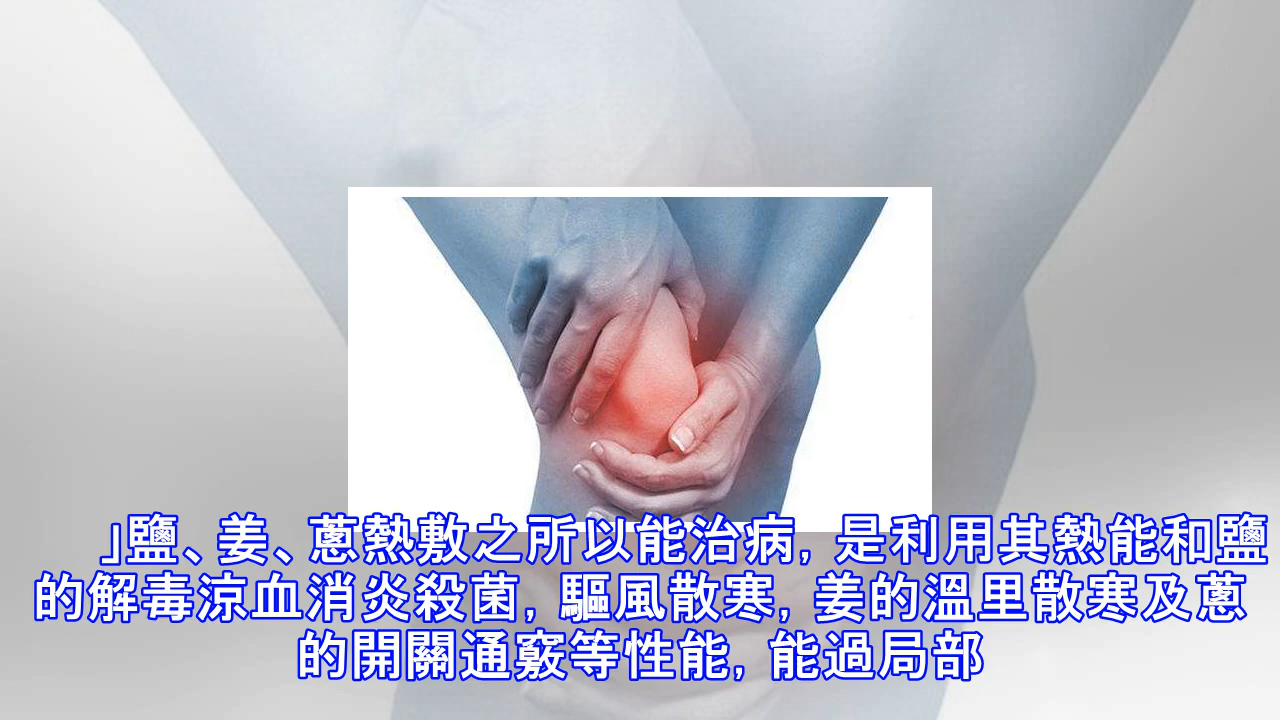 」鹽、姜、蔥熱敷之所以能治病, 是利用其熱能和鹽
的解毒涼血消炎殺菌, 驅風散寒, 姜的溫里散寒及蔥
的開關通竅等性能, 能過局部